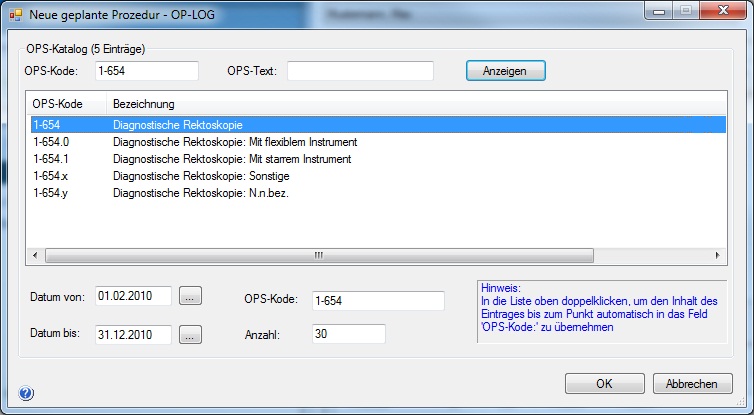 Neue geplante Prozedur - OP-LOG
OPS-Katalog (5 Einträge)
OPS-Kode: 1-654 OPS-Text: Anzeigen
OPS-Kode Bezeichnung
1-654 Diagnostische Rektoskopie
1-654.0 Diagnostische Rektoskopie: Mit flexiblem Instrument
1-654.1 Diagnostische Rektoskopie: Mit starrem Instrument
1-654.x Diagnostische Rektoskopie: Sonstige
1-654.y Diagnostische Rektoskopie: N.n.bez.
Datum von: 01.02.2010 ... OPS-Kode: 1-654
Datum bis: 31.12.2010 ... Anzahl: 30
Hinweis:
In die Liste oben doppelklicken, um den Inhalt des
Eintrages bis zum Punkt automatisch in das Feld
'OPS-Kode:' zu übernehmen
OK Abbrechen